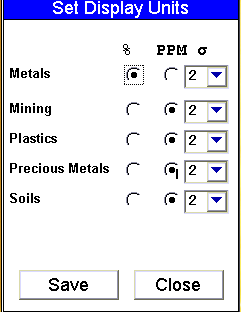 Set Display Units
% PPM σ
Metals 2
Mining 2
Plastics 2
Precious Metals 2
Soils 2
Save Close